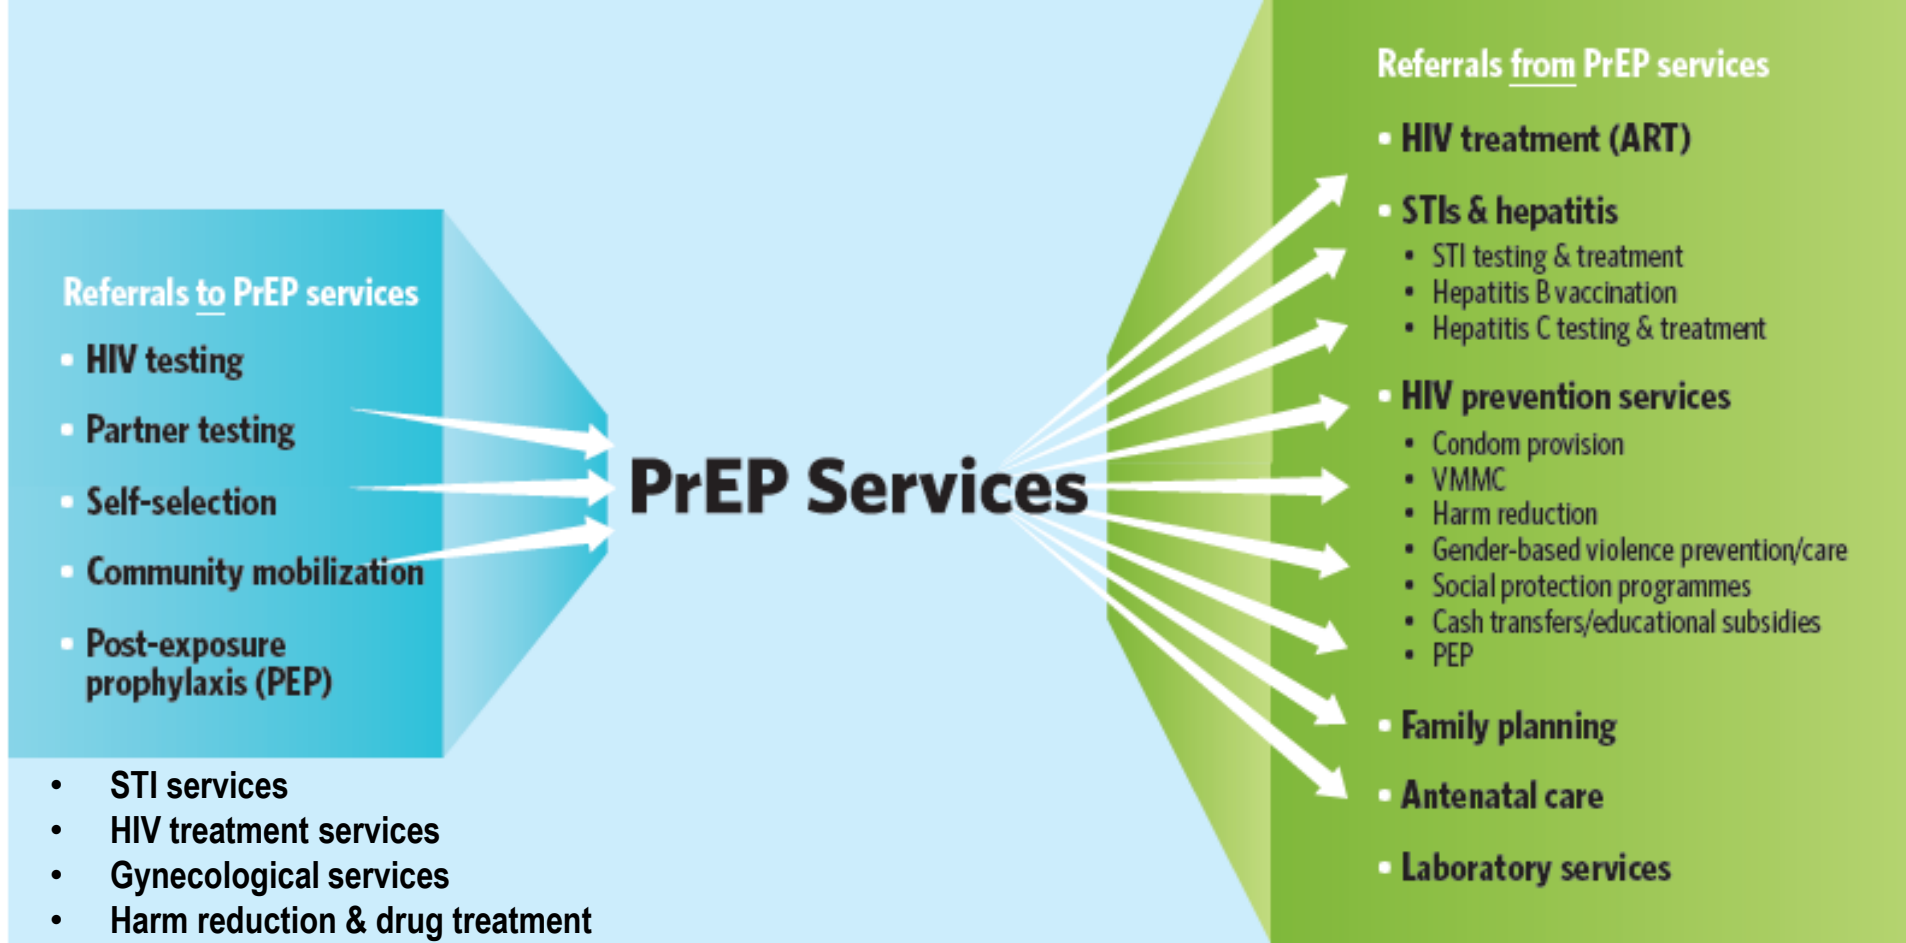 Referrals to PrEP services
• HIV testing
• Partner testing
• Self-selection
• Community mobilization
• Post-exposure
prophylaxis (PEP)
• STI services
• HIV treatment services
• Gynecological services
• Harm reduction & drug treatment
PrEP Services
Referrals from PrEP services
• HIV treatment (ART)
• STIs & hepatitis
• STI testing & treatment
• Hepatitis B vaccination
• Hepatitis C testing & treatment
• HIV prevention services
• Condom provision
• VMMC
• Harm reduction
• Gender-based violence prevention/care
• Social protection programmes
• Cash transfers/educational subsidies
• PEP
• Family planning
• Antenatal care
• Laboratory services